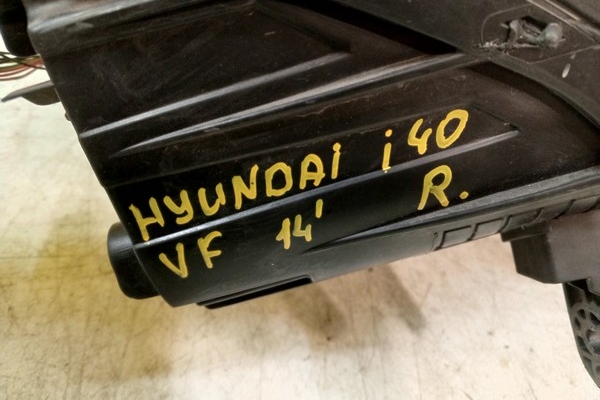 HYUNDAi i40
VF 14' R.